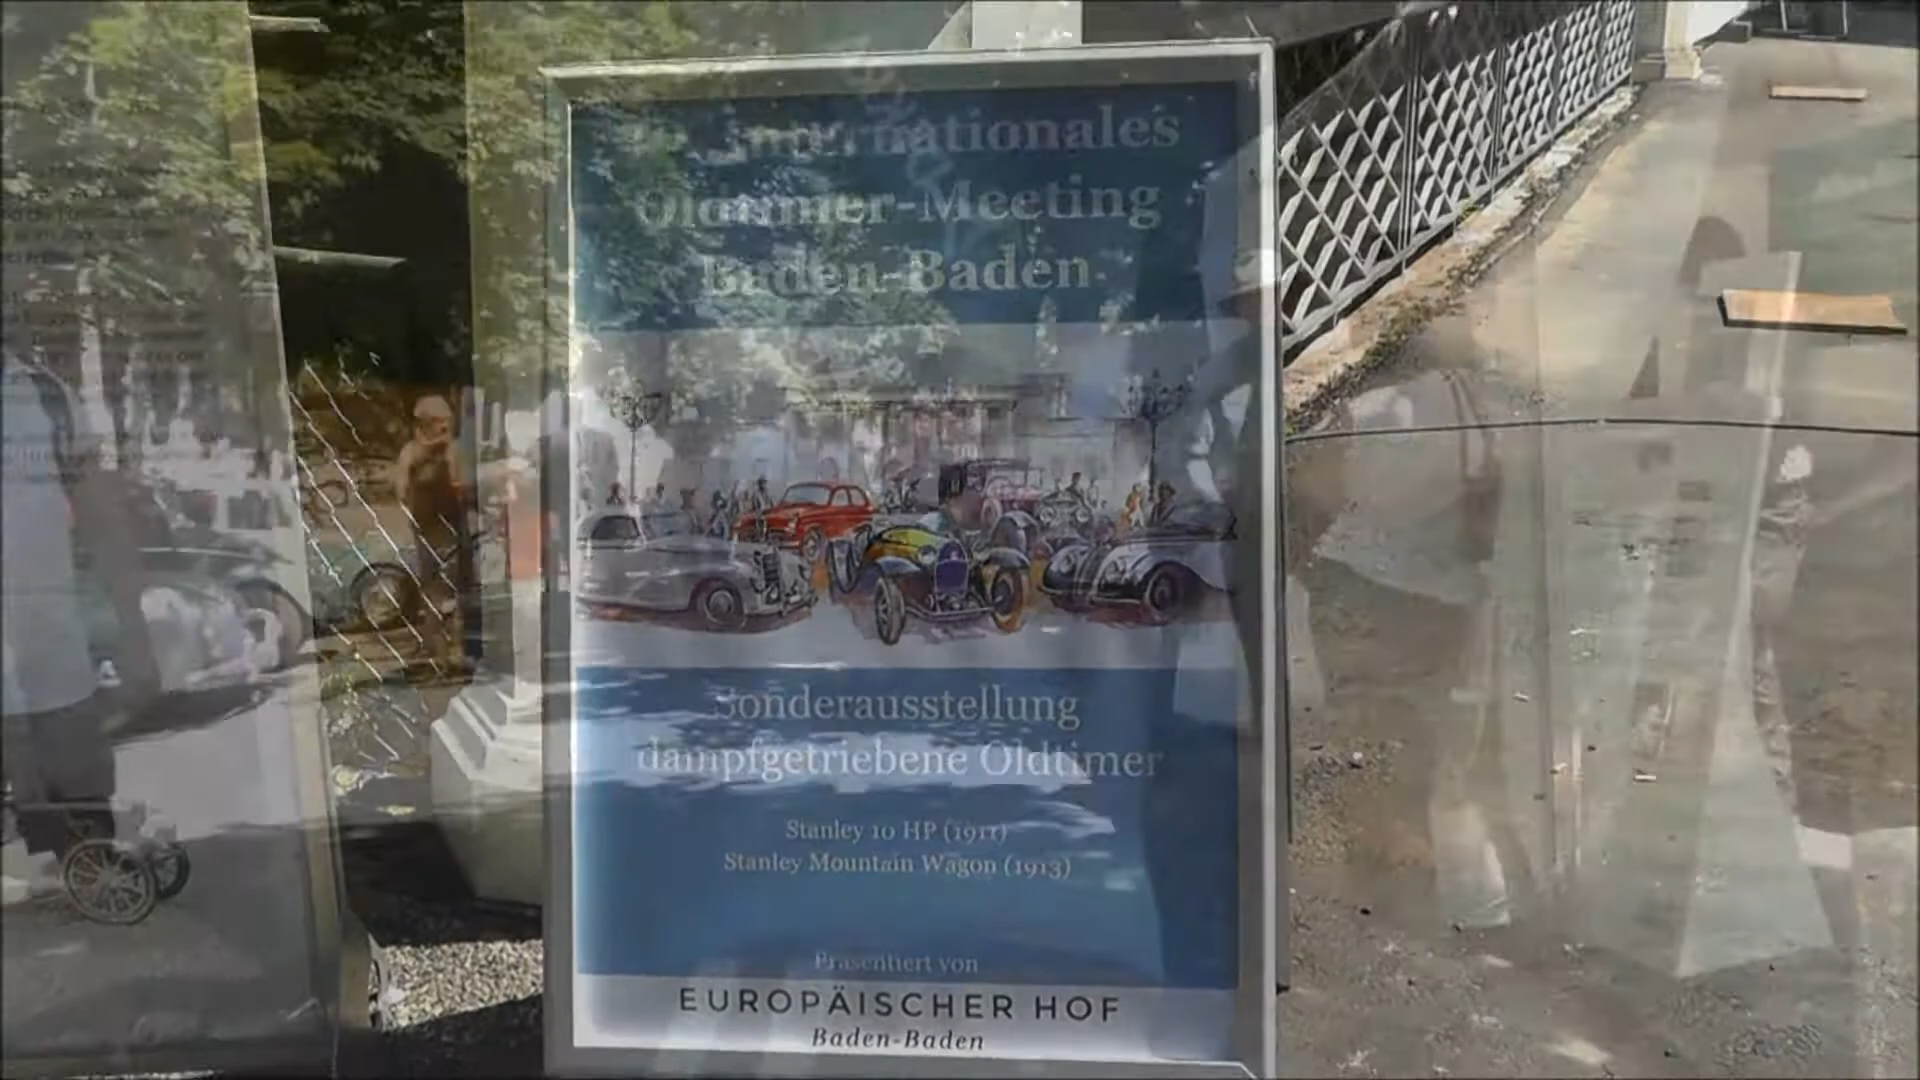 Internationales
Oldtimer-Meeting
Baden-Baden
Sonderausstellung
dampfgetriebene Oldtimer
Stanley 10 HP (1911)
Stanley Mountain Wagon (1913)
Präsentiert von
EUROPÄISCHER HOF
Baden-Baden